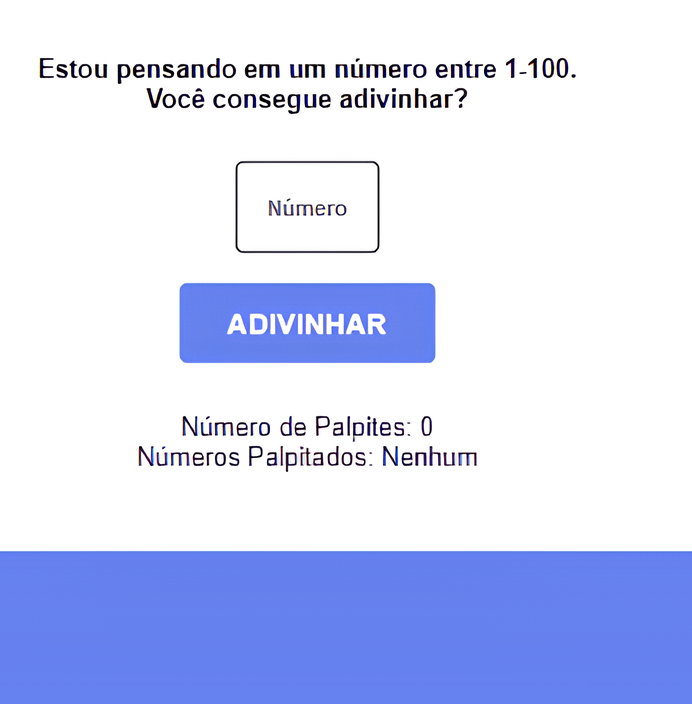 Estou pensando em um número entre 1-100.
Você consegue adivinhar?
Número
ADIVINHAR
Número de Palpites: 0
Números Palpitados: Nenhum